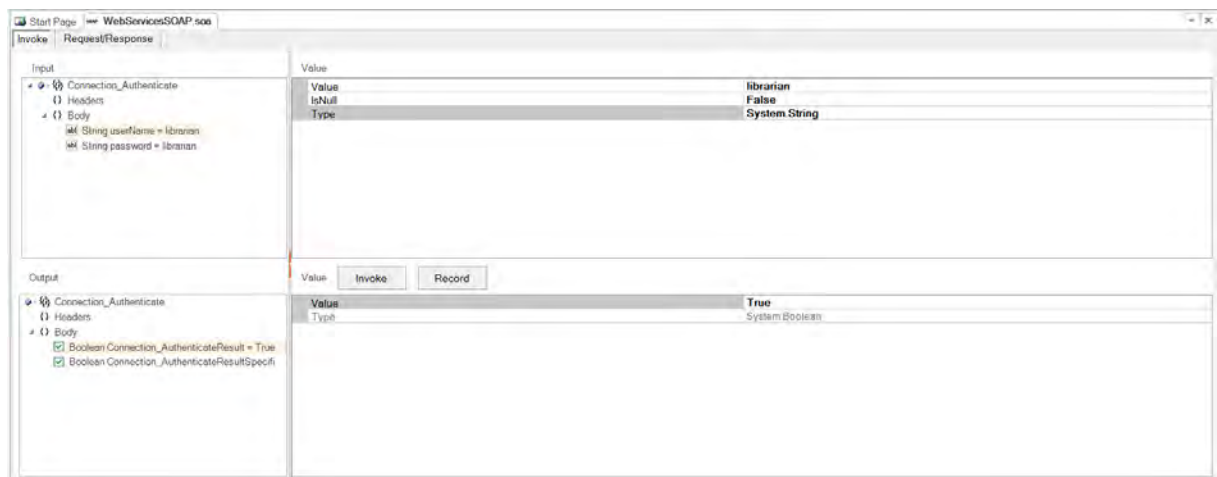 Start Page WebServicesSOAP.soa
Invoke Request/Response
Input Value
Connection_Authenticate
Value librarian
{} Headers
IsNull False
{} Body
Type System.String
String userName = librarian
String password = librarian
Output Value Invoke Record
Connection_Authenticate
Value True
{} Headers
Type System.Boolean
{} Body
Boolean Connection_AuthenticateResult = True
Boolean Connection_AuthenticateResultSpecifi